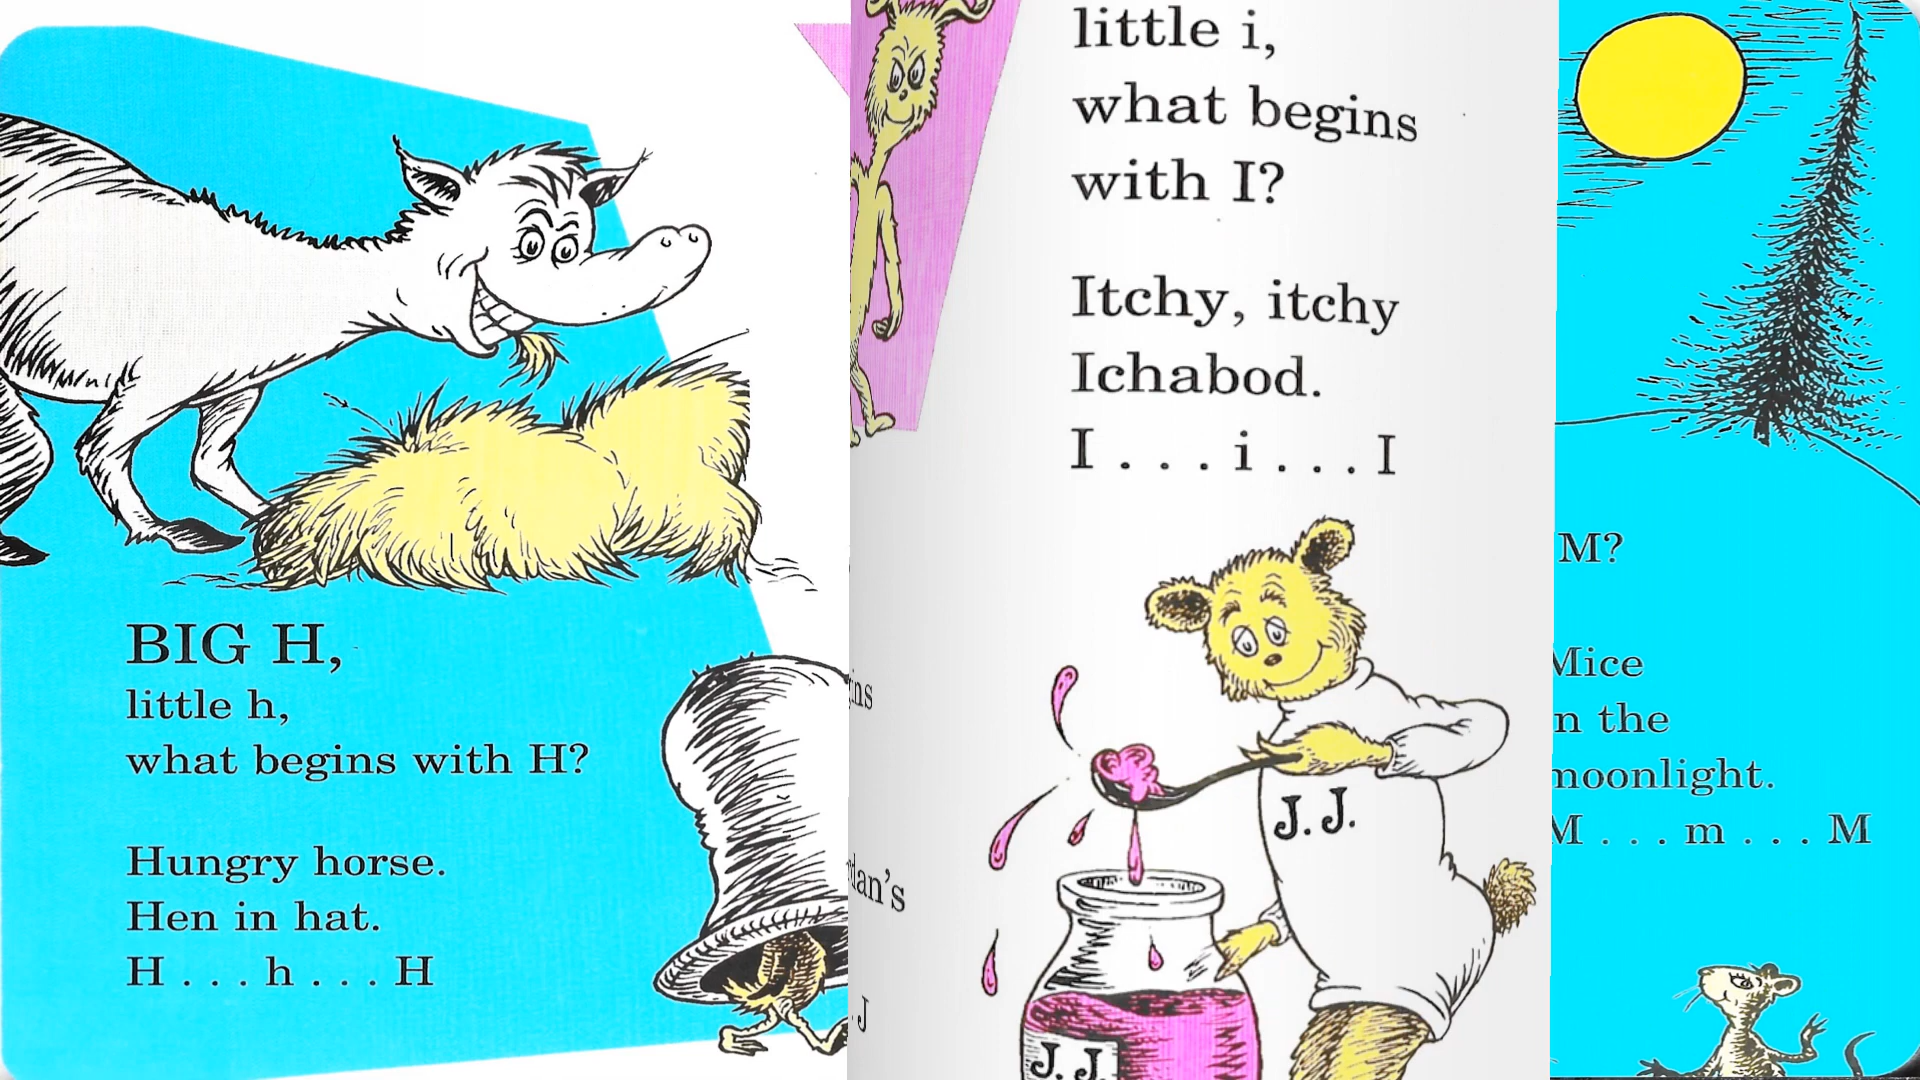 BIG H,
little h,
what begins with H?
Hungry horse.
Hen in hat.
H . . . h . . . H
little i,
what begins
with I?
Itchy, itchy
Ichabod.
I . . . i . . . I
J.J.
J.J.
. J
M?
Mice
in the
moonlight.
M . . . m . . . M